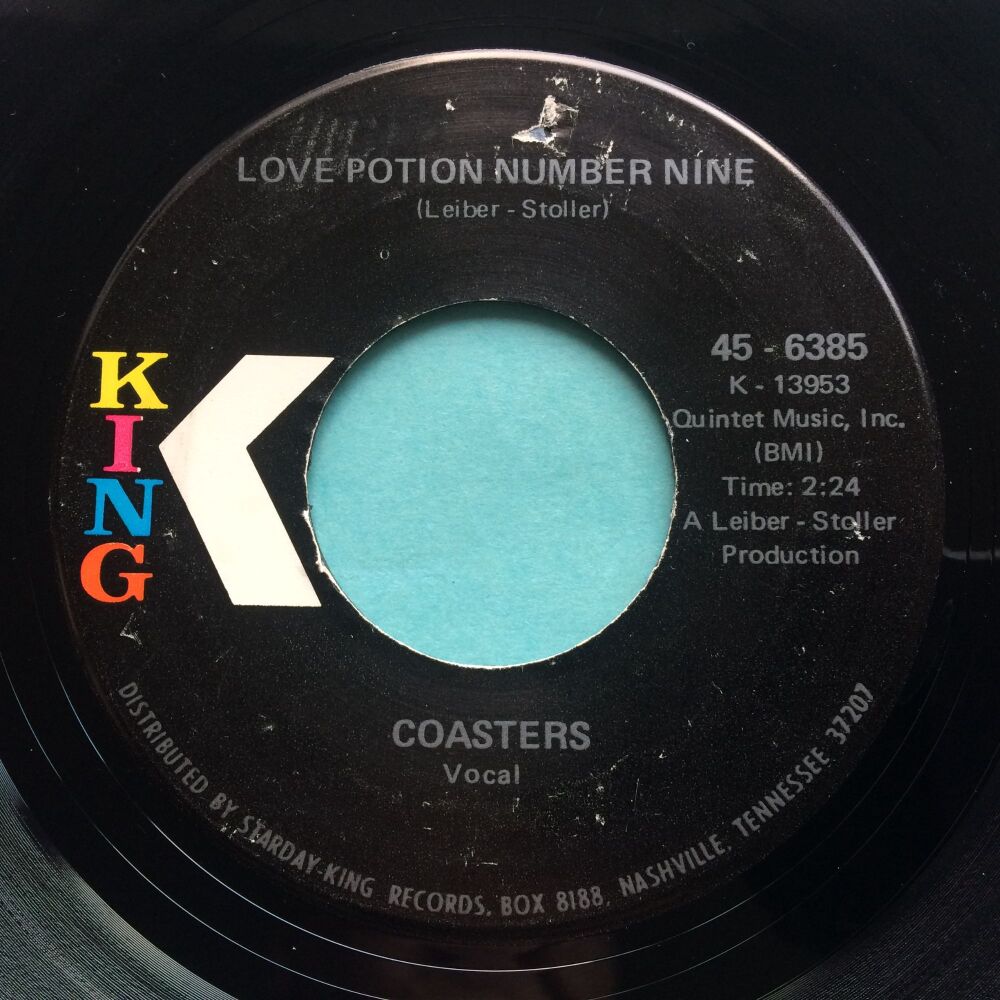 LOVE POTION NUMBER NINE
(Leiber - Stoller)
KING
45 - 6385
K - 13953
Quintet Music, Inc.
(BMI)
Time: 2:24
A Leiber - Stoller
Production
COASTERS
Vocal
DISTRIBUTED BY STARDAY-KING RECORDS, BOX 8188, NASHVILLE, TENNESSEE 37207